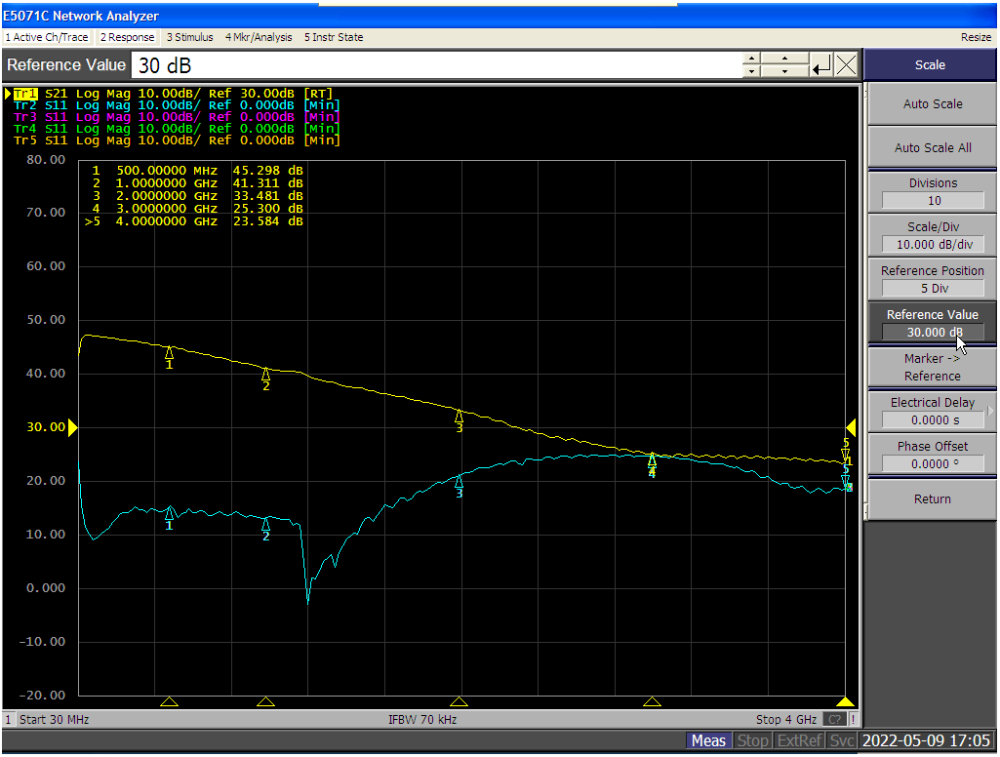 E5071C Network Analyzer
1 Active Ch/Trace 2 Response 3 Stimulus 4 Mkr/Analysis 5 Instr State Resize
Reference Value 30 dB
Scale
Tr1 S21 Log Mag 10.00dB/ Ref 30.00dB [RT]
Tr2 S11 Log Mag 10.00dB/ Ref 0.000dB [Min]
Tr3 S11 Log Mag 10.00dB/ Ref 0.000dB [Min]
Tr4 S11 Log Mag 10.00dB/ Ref 0.000dB [Min]
Tr5 S11 Log Mag 10.00dB/ Ref 0.000dB [Min]
80.00
70.00
60.00
50.00
40.00
30.00
20.00
10.00
0.000
-10.00
-20.00
1 500.00000 MHz 45.298 dB
2 1.0000000 GHz 41.311 dB
3 2.0000000 GHz 33.481 dB
4 3.0000000 GHz 25.300 dB
>5 4.0000000 GHz 23.584 dB
1
2
3
4
5
1
1
2
3
5
Auto Scale
Auto Scale All
Divisions
10
Scale/Div
10.000 dB/div
Reference Position
5 Div
Reference Value
30.000 dB
Marker ->
Reference
Electrical Delay
0.0000 s
Phase Offset
0.0000 °
Return
1 Start 30 MHz IFBW 70 kHz Stop 4 GHz C? !
Meas Stop ExtRef Svc 2022-05-09 17:05